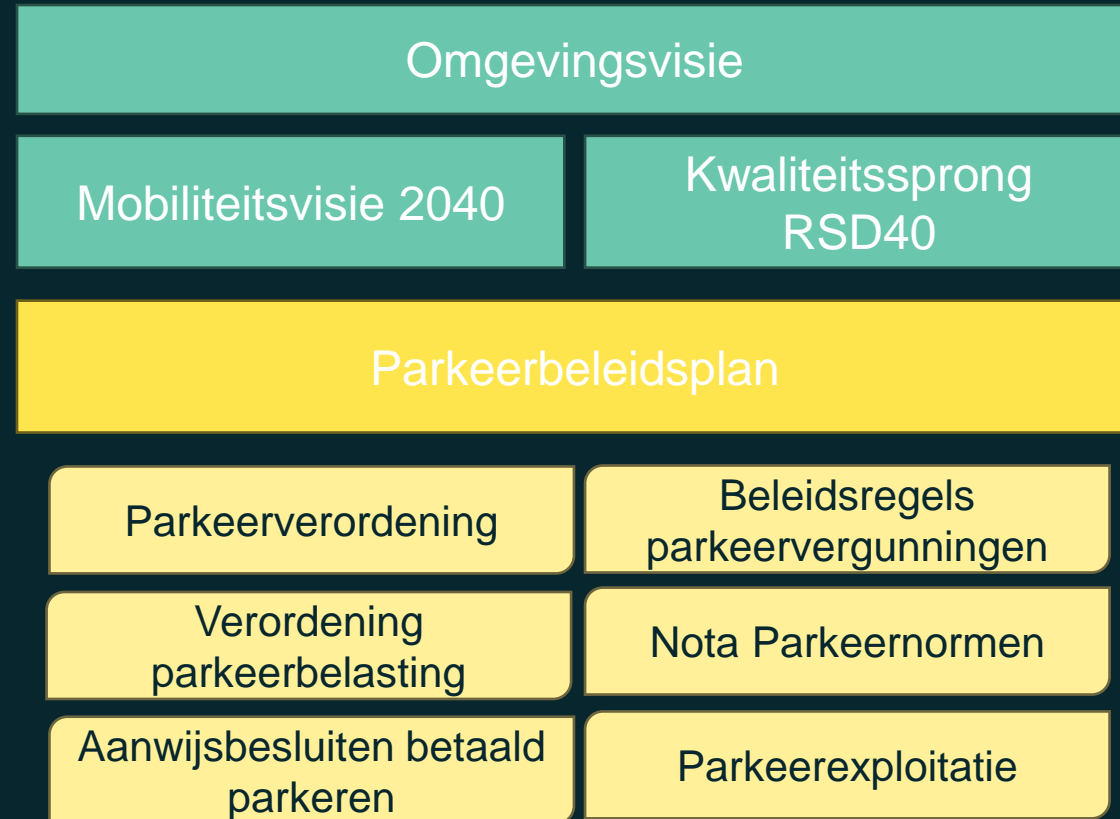 Omgevingsvisie
Mobiliteitsvisie 2040
Kwaliteitssprong
RSD40
Parkeerbeleidsplan
Parkeerverordening
Beleidsregels
parkeervergunningen
Verordening
parkeerbelasting
Nota Parkeernormen
Aanwijsbesluiten betaald
parkeren
Parkeerexploitatie